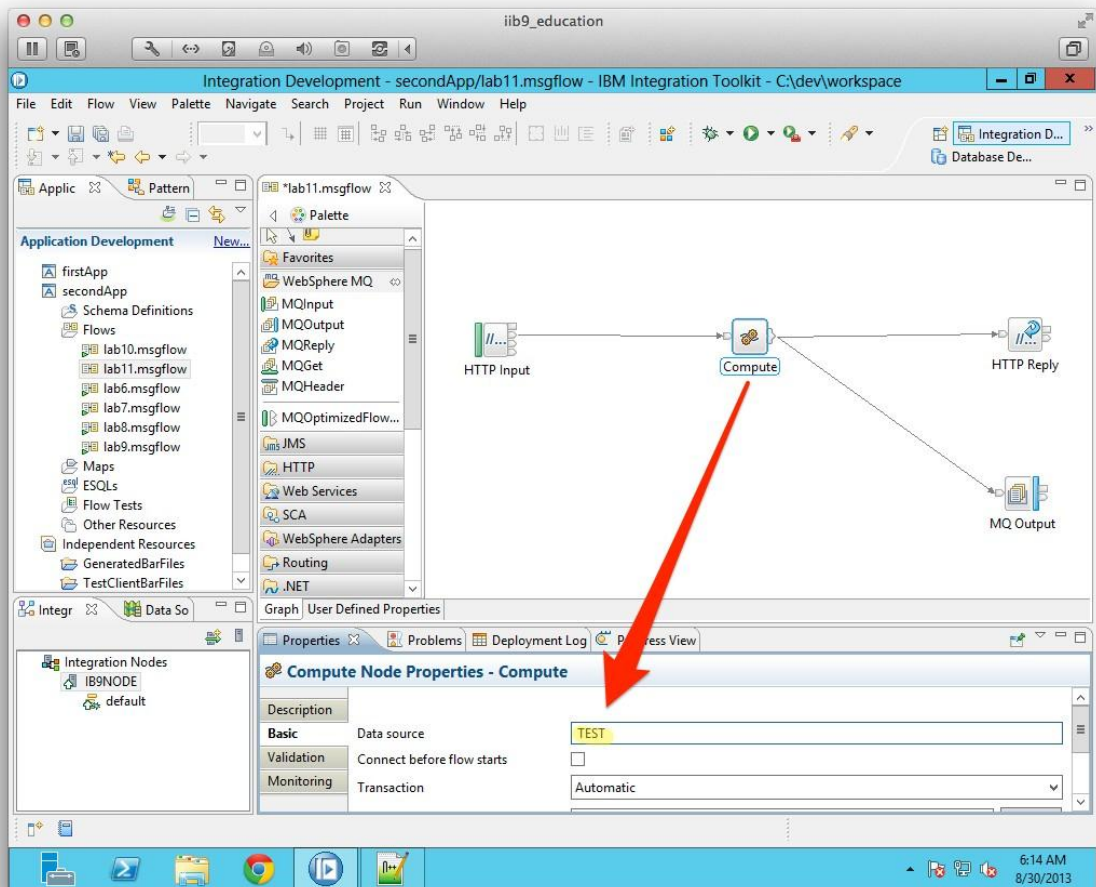 iib9_education
Integration Development - secondApp/lab11.msgflow - IBM Integration Toolkit - C:\dev\workspace
File Edit Flow View Palette Navigate Search Project Run Window Help
Integration D...
Database De...
Applic
Pattern
*lab11.msgflow
Application Development
New...
firstApp
secondApp
Schema Definitions
Flows
lab10.msgflow
lab11.msgflow
lab6.msgflow
lab7.msgflow
lab8.msgflow
lab9.msgflow
Maps
ESQLs
Flow Tests
Other Resources
Independent Resources
GeneratedBarFiles
TestClientBarFiles
Palette
Favorites
WebSphere MQ
MQInput
MQOutput
MQReply
MQGet
MQHeader
MQOptimizedFlow...
JMS
HTTP
Web Services
SCA
WebSphere Adapters
Routing
.NET
HTTP Input
Compute
HTTP Reply
MQ Output
Graph User Defined Properties
Integr
Data So
Integration Nodes
IB9NODE
default
Properties Problems Deployment Log
Compute Node Properties - Compute
Description
Basic
Validation
Monitoring
Data source TEST
Connect before flow starts
Transaction Automatic
6:14 AM
8/30/2013